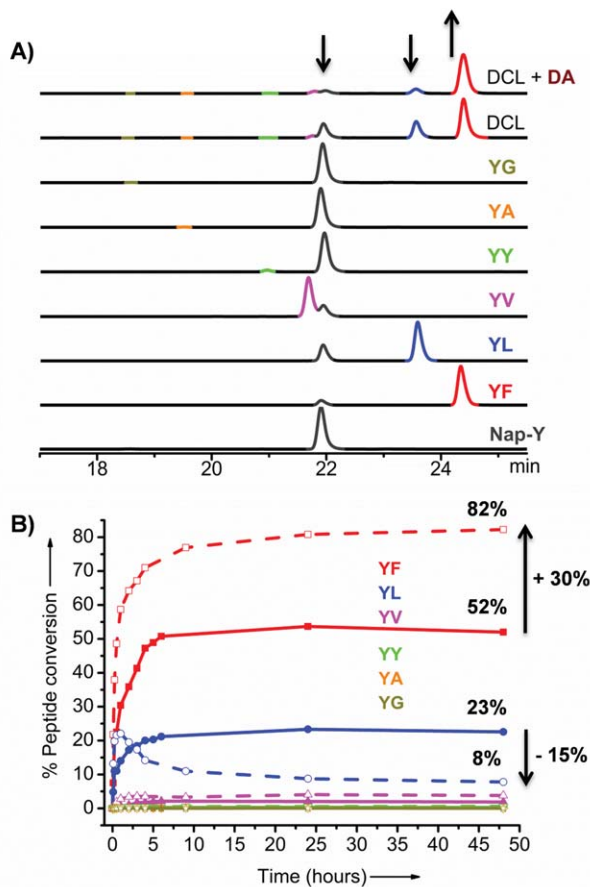 A)
DCL + DA
DCL
YG
YA
YY
YV
YL
YF
Nap-Y
18 20 22 24 min
B)
82%
80
70
60
50
40
30
20
10
0
% Peptide conversion
YF
YL
YV
YY
YA
YG
+ 30%
52%
23%
8%
- 15%
0 5 10 15 20 25 30 35 40 45 50
Time (hours)